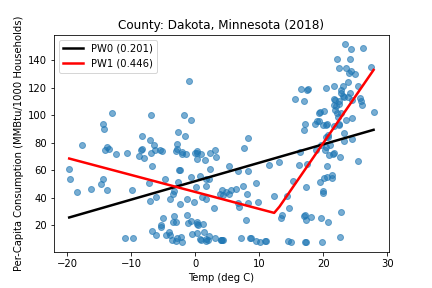 County: Dakota, Minnesota (2018)
PW0 (0.201)
PW1 (0.446)
Per-Capita Consumption (MMBtu/1000 Households)
140
120
100
80
60
40
20
−20 −10 0 10 20 30
Temp (deg C)